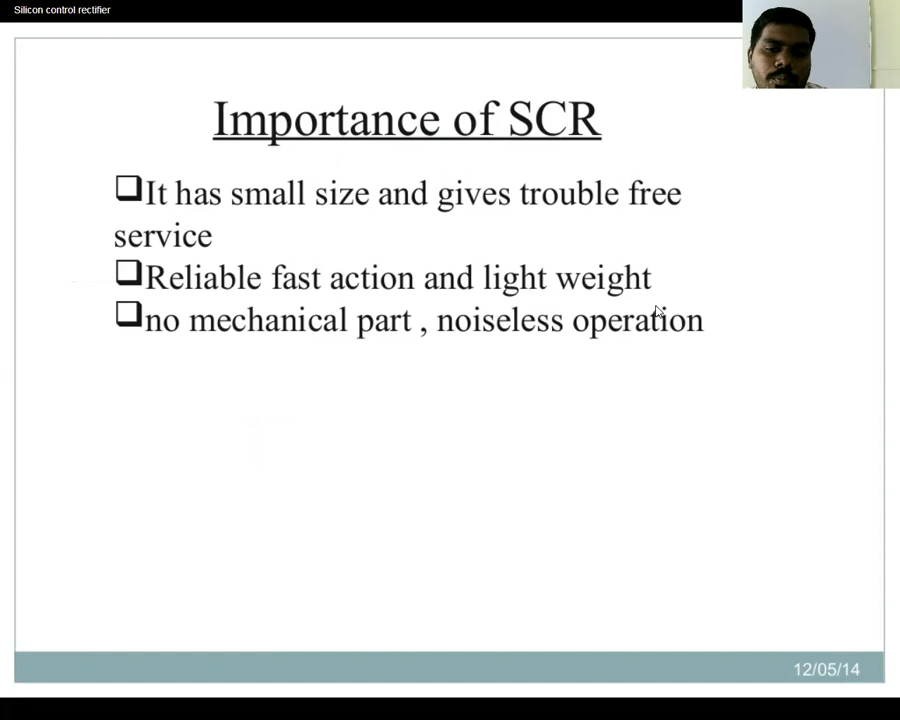 Silicon control rectifier
Importance of SCR
It has small size and gives trouble free
service
Reliable fast action and light weight
no mechanical part , noiseless operation
12/05/14